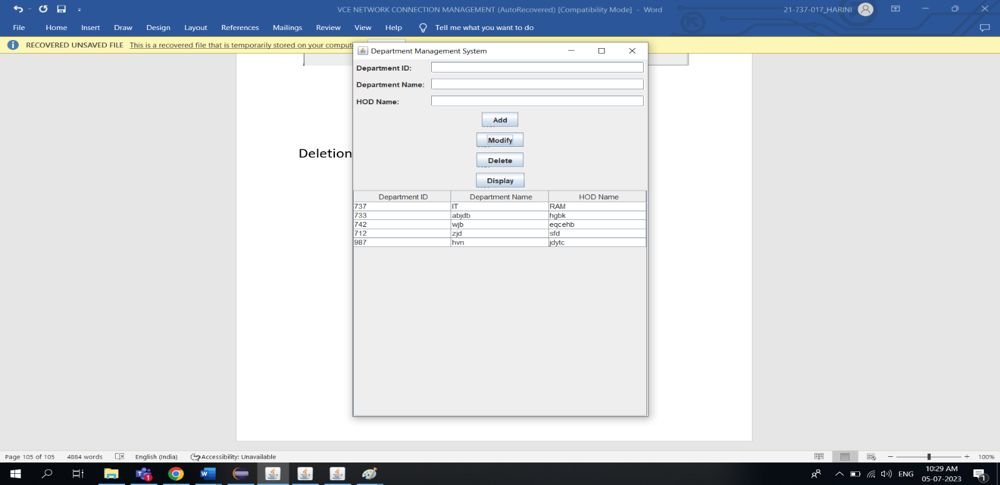 VCE NETWORK CONNECTION MANAGEMENT (AutoRecovered) [Compatibility Mode] - Word
21-737-017_HARINI
File Home Insert Draw Design Layout References Mailings Review View Help Tell me what you want to do
RECOVERED UNSAVED FILE This is a recovered file that is temporarily stored on your
Department Management System
Department ID:
Department Name:
HOD Name:
Add
Modify
Deletion
Delete
Display
Department ID Department Name HOD Name
737 IT RAM
733 abjdb hgbk
742 wjb eqcehb
712 zjd sfd
987 hvn jdytc
Page 105 of 105 4884 words English (India) Accessibility: Unavailable 100%
ENG
10:29 AM
05-07-2023
1
1